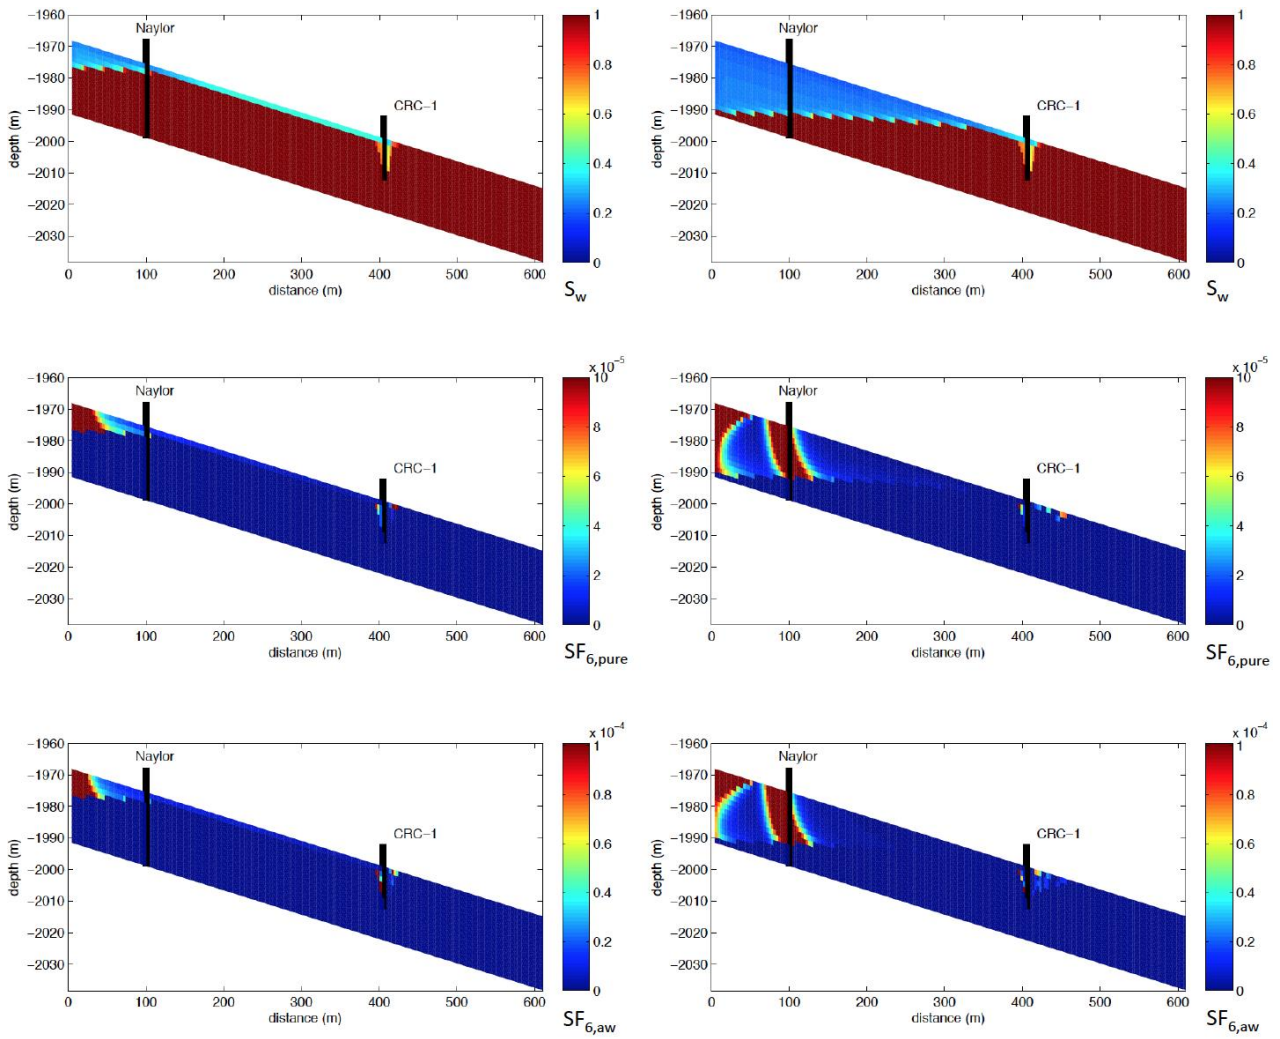 −1960
−1970
−1980
−1990
−2000
−2010
−2020
−2030
depth (m)
Naylor
CRC−1
0 100 200 300 400 500 600
distance (m)
1
0.8
0.6
0.4
0.2
0
Sw
−1960
−1970
−1980
−1990
−2000
−2010
−2020
−2030
depth (m)
Naylor
CRC−1
0 100 200 300 400 500 600
distance (m)
1
0.8
0.6
0.4
0.2
0
Sw
−1960
−1970
−1980
−1990
−2000
−2010
−2020
−2030
depth (m)
Naylor
CRC−1
0 100 200 300 400 500 600
distance (m)
x 10⁻⁵
10
8
6
4
2
0
SF6,pure
−1960
−1970
−1980
−1990
−2000
−2010
−2020
−2030
depth (m)
Naylor
CRC−1
0 100 200 300 400 500 600
distance (m)
x 10⁻⁵
10
8
6
4
2
0
SF6,pure
−1960
−1970
−1980
−1990
−2000
−2010
−2020
−2030
depth (m)
Naylor
CRC−1
0 100 200 300 400 500 600
distance (m)
x 10⁻⁴
1
0.8
0.6
0.4
0.2
0
SF6,aw
−1960
−1970
−1980
−1990
−2000
−2010
−2020
−2030
depth (m)
Naylor
CRC−1
0 100 200 300 400 500 600
distance (m)
x 10⁻⁴
1
0.8
0.6
0.4
0.2
0
SF6,aw